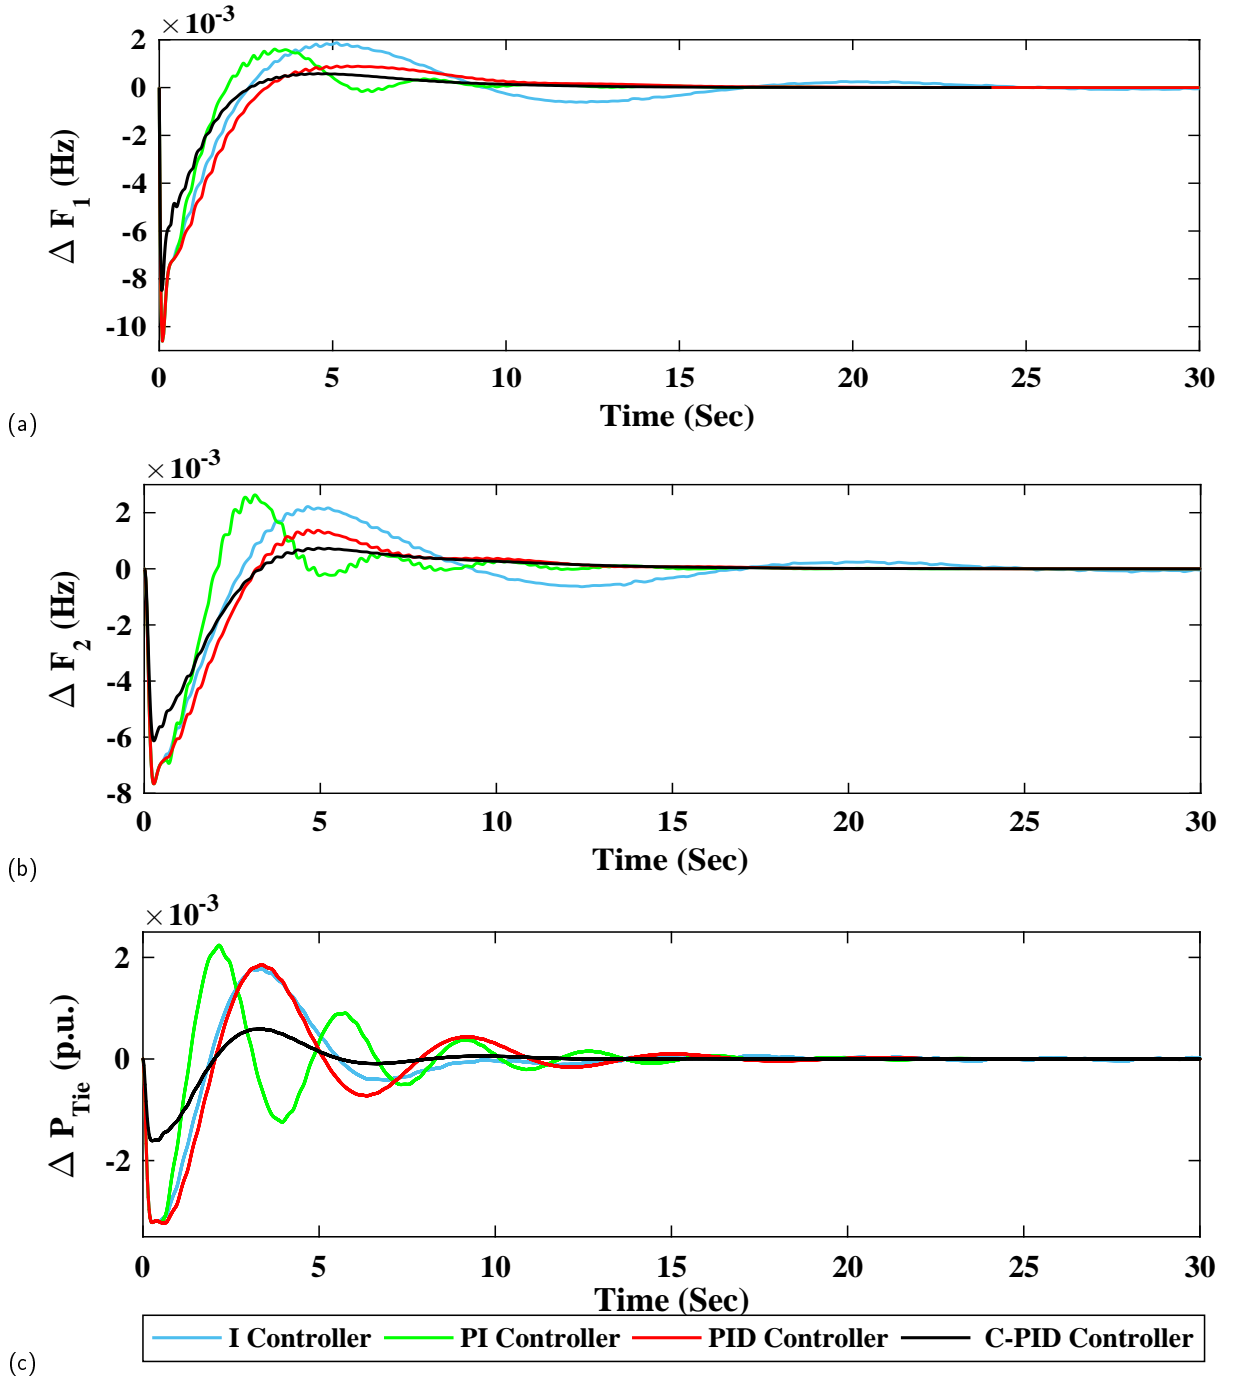 ×10-3
2
0
-2
-4
-6
-8
-10
Δ F1 (Hz)
0 5 10 15 20 25 30
Time (Sec)
(a)
×10-3
2
0
-2
-4
-6
-8
Δ F2 (Hz)
0 5 10 15 20 25 30
Time (Sec)
(b)
×10-3
2
0
-2
Δ PTie (p.u.)
0 5 10 15 20 25 30
Time (Sec)
I Controller PI Controller PID Controller C-PID Controller
(c)